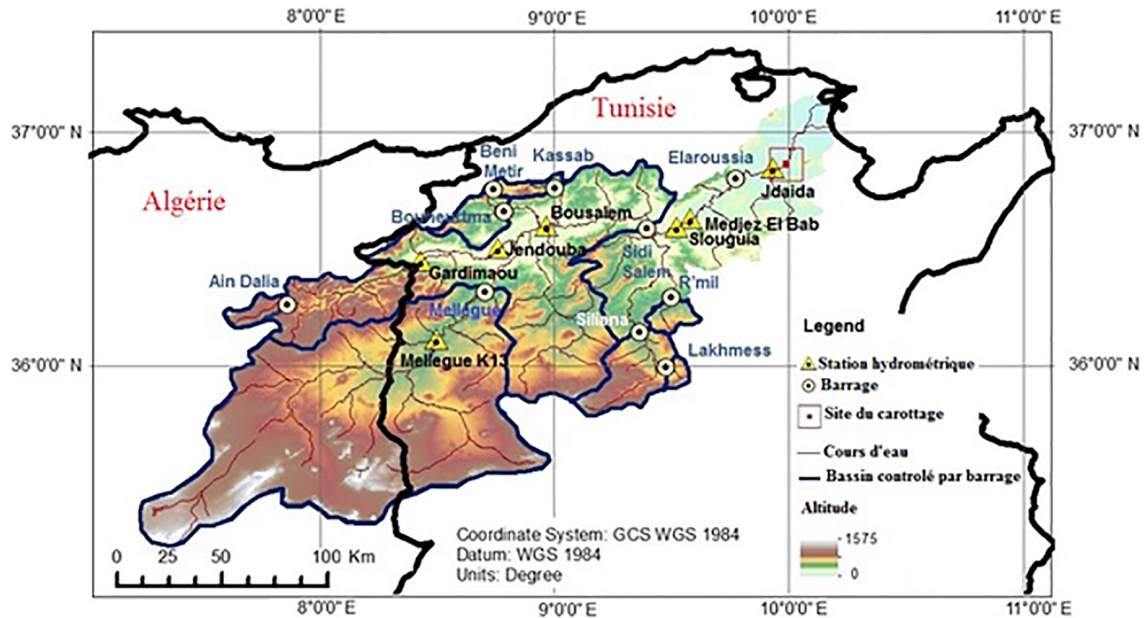 8°0'0" E
9°0'0" E
10°0'0" E
11°0'0" E
37°0'0" N
37°0'0" N
Tunisie
Algérie
Beni
Metir
Kassab
Elaroussia
Jdaida
Bouheurtma
Bousalem
Medjez El Bab
Slouguia
Jendouba
Sidi
Salem
Gardimaou
R'mil
Ain Dalia
Mellegue
Siliana
Mellegue K13
Lakhmess
36°0'0" N
36°0'0" N
Legend
Station hydrométrique
Barrage
Site du carottage
Cours d'eau
Bassin controlé par barrage
Altitude
1575
0
Coordinate System: GCS WGS 1984
Datum: WGS 1984
Units: Degree
0 25 50 100 Km
8°0'0" E
9°0'0" E
10°0'0" E
11°0'0" E